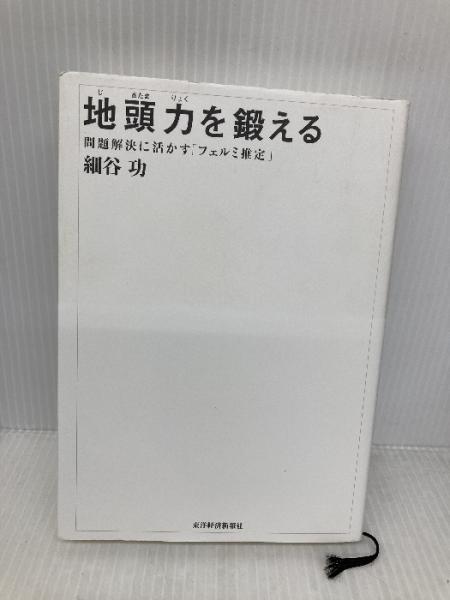 じ あたま りょく
地頭力を鍛える
問題解決に活かす「フェルミ推定」
細谷 功
東洋経済新報社